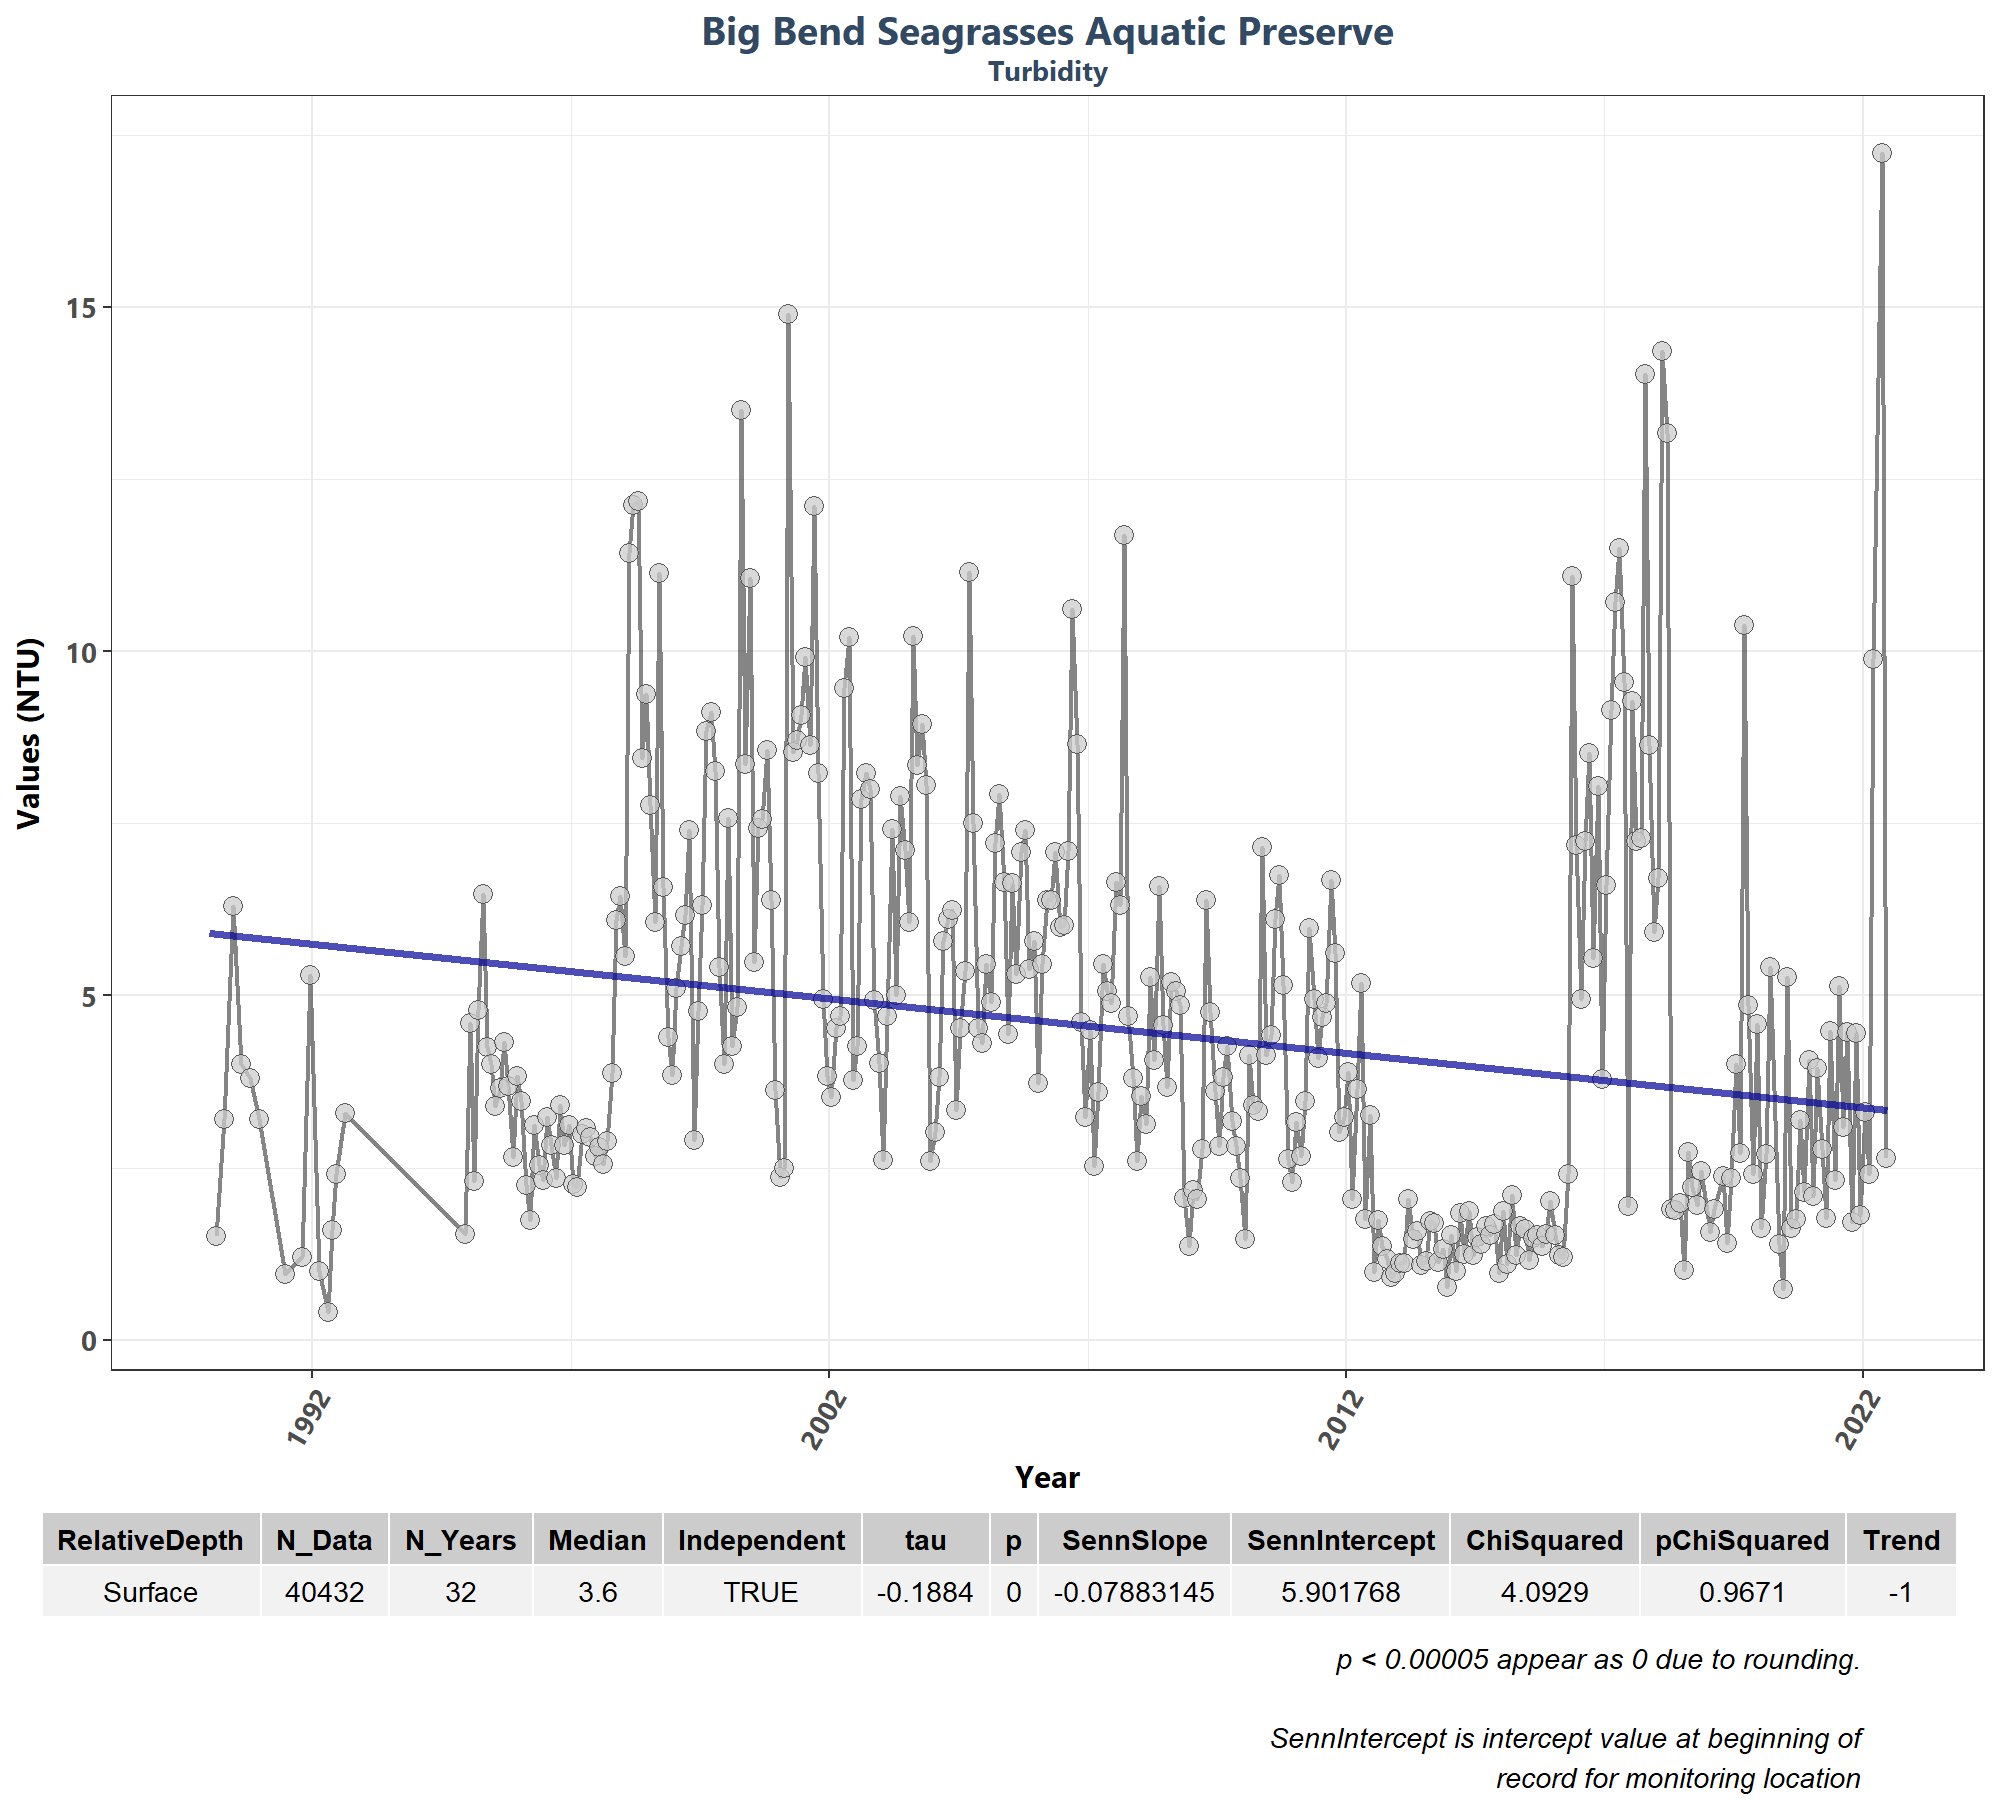 Big Bend Seagrasses Aquatic Preserve
Turbidity
Values (NTU)
15
10
5
0
1992
2002
2012
2022
Year
RelativeDepth N_Data N_Years Median Independent tau p SennSlope SennIntercept ChiSquared pChiSquared Trend
Surface 40432 32 3.6 TRUE -0.1884 0 -0.07883145 5.901768 4.0929 0.9671 -1
p < 0.00005 appear as 0 due to rounding.
SennIntercept is intercept value at beginning of
record for monitoring location